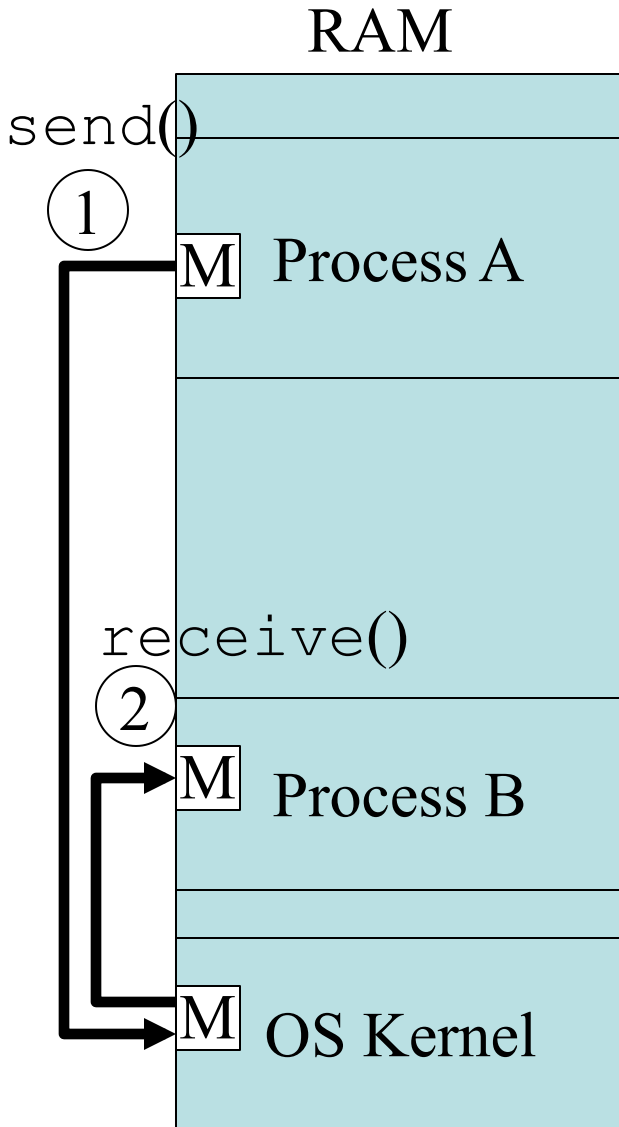 RAM
send()
1
M
Process A
receive()
2
M
Process B
M
OS Kernel